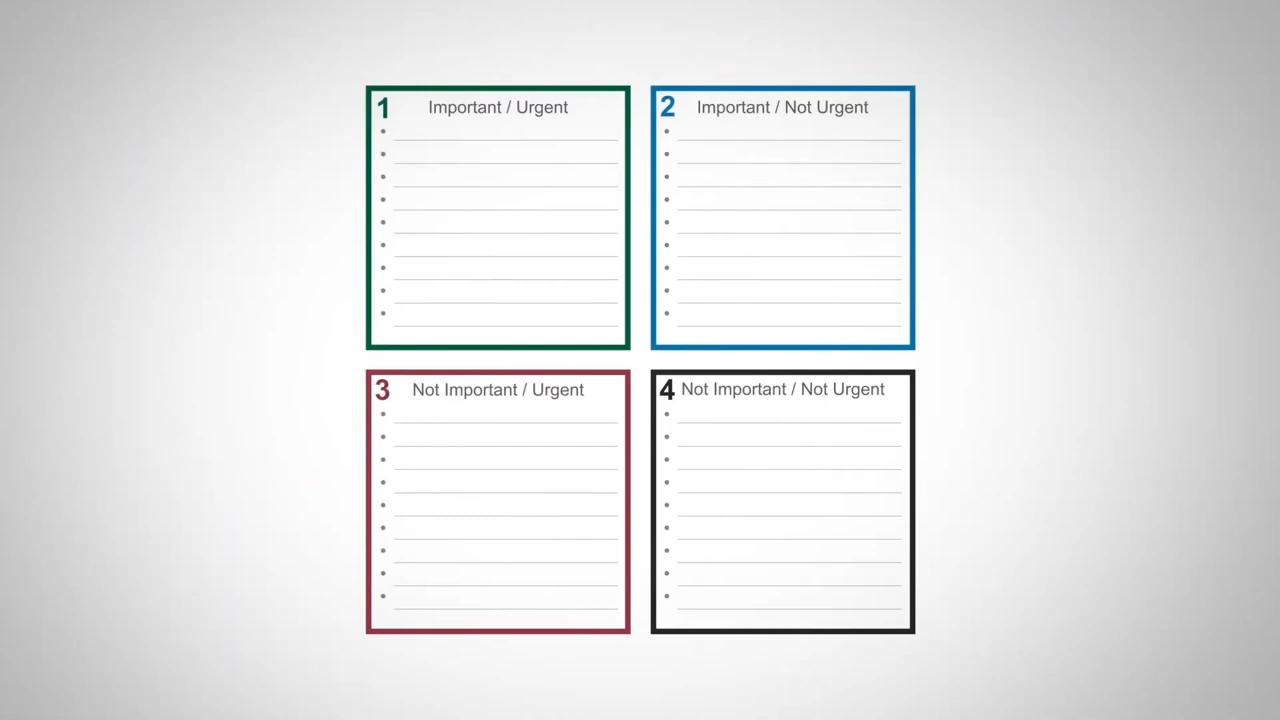 1 Important / Urgent
2 Important / Not Urgent
3 Not Important / Urgent
4 Not Important / Not Urgent